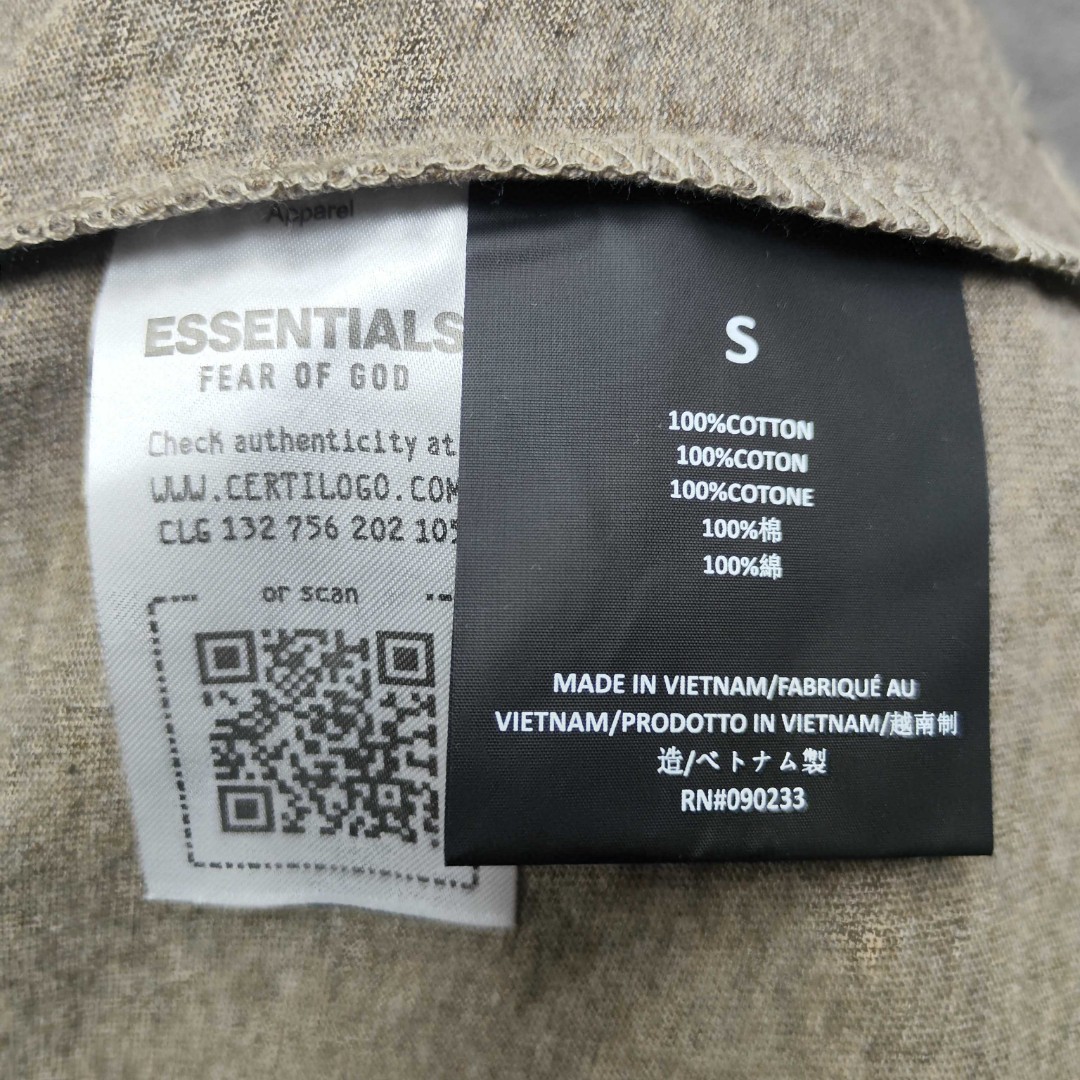 Apparel
ESSENTIALS
FEAR OF GOD
Check authenticity at
WWW.CERTILOGO.COM
CLG 132 756 202 105
or scan
S
100%COTTON
100%COTON
100%COTONE
100%棉
100%綿
MADE IN VIETNAM/FABRIQUÉ AU
VIETNAM/PRODOTTO IN VIETNAM/越南制
造/ベトナム製
RN#090233